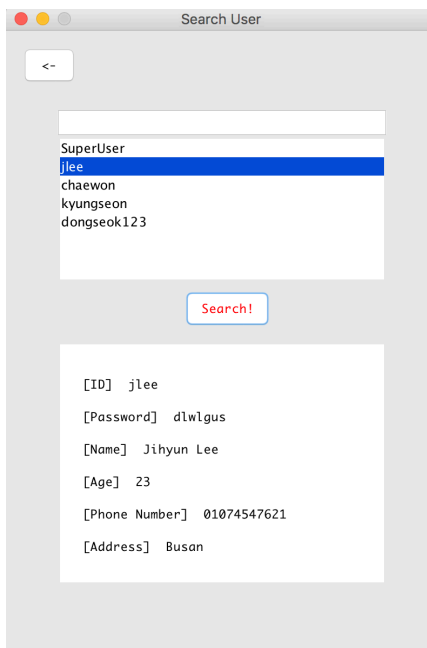 Search User
<-
SuperUser
jlee
chaewon
kyungseon
dongseok123
Search!
[ID] jlee
[Password] dlwlgus
[Name] Jihyun Lee
[Age] 23
[Phone Number] 01074547621
[Address] Busan